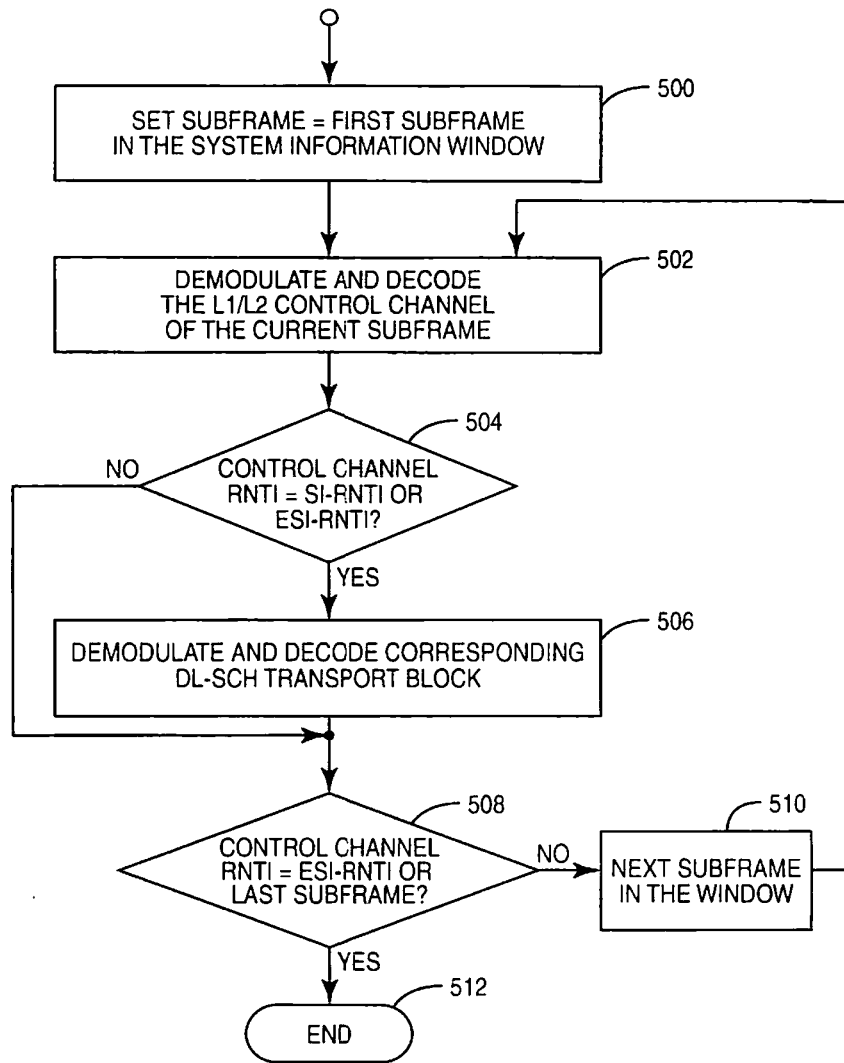 500
SET SUBFRAME = FIRST SUBFRAME
IN THE SYSTEM INFORMATION WINDOW
502
DEMODULATE AND DECODE
THE L1/L2 CONTROL CHANNEL
OF THE CURRENT SUBFRAME
504
NO
CONTROL CHANNEL
RNTI = SI-RNTI OR
ESI-RNTI?
YES
506
DEMODULATE AND DECODE CORRESPONDING
DL-SCH TRANSPORT BLOCK
508
CONTROL CHANNEL
RNTI = ESI-RNTI OR
LAST SUBFRAME?
NO
510
NEXT SUBFRAME
IN THE WINDOW
YES
512
END